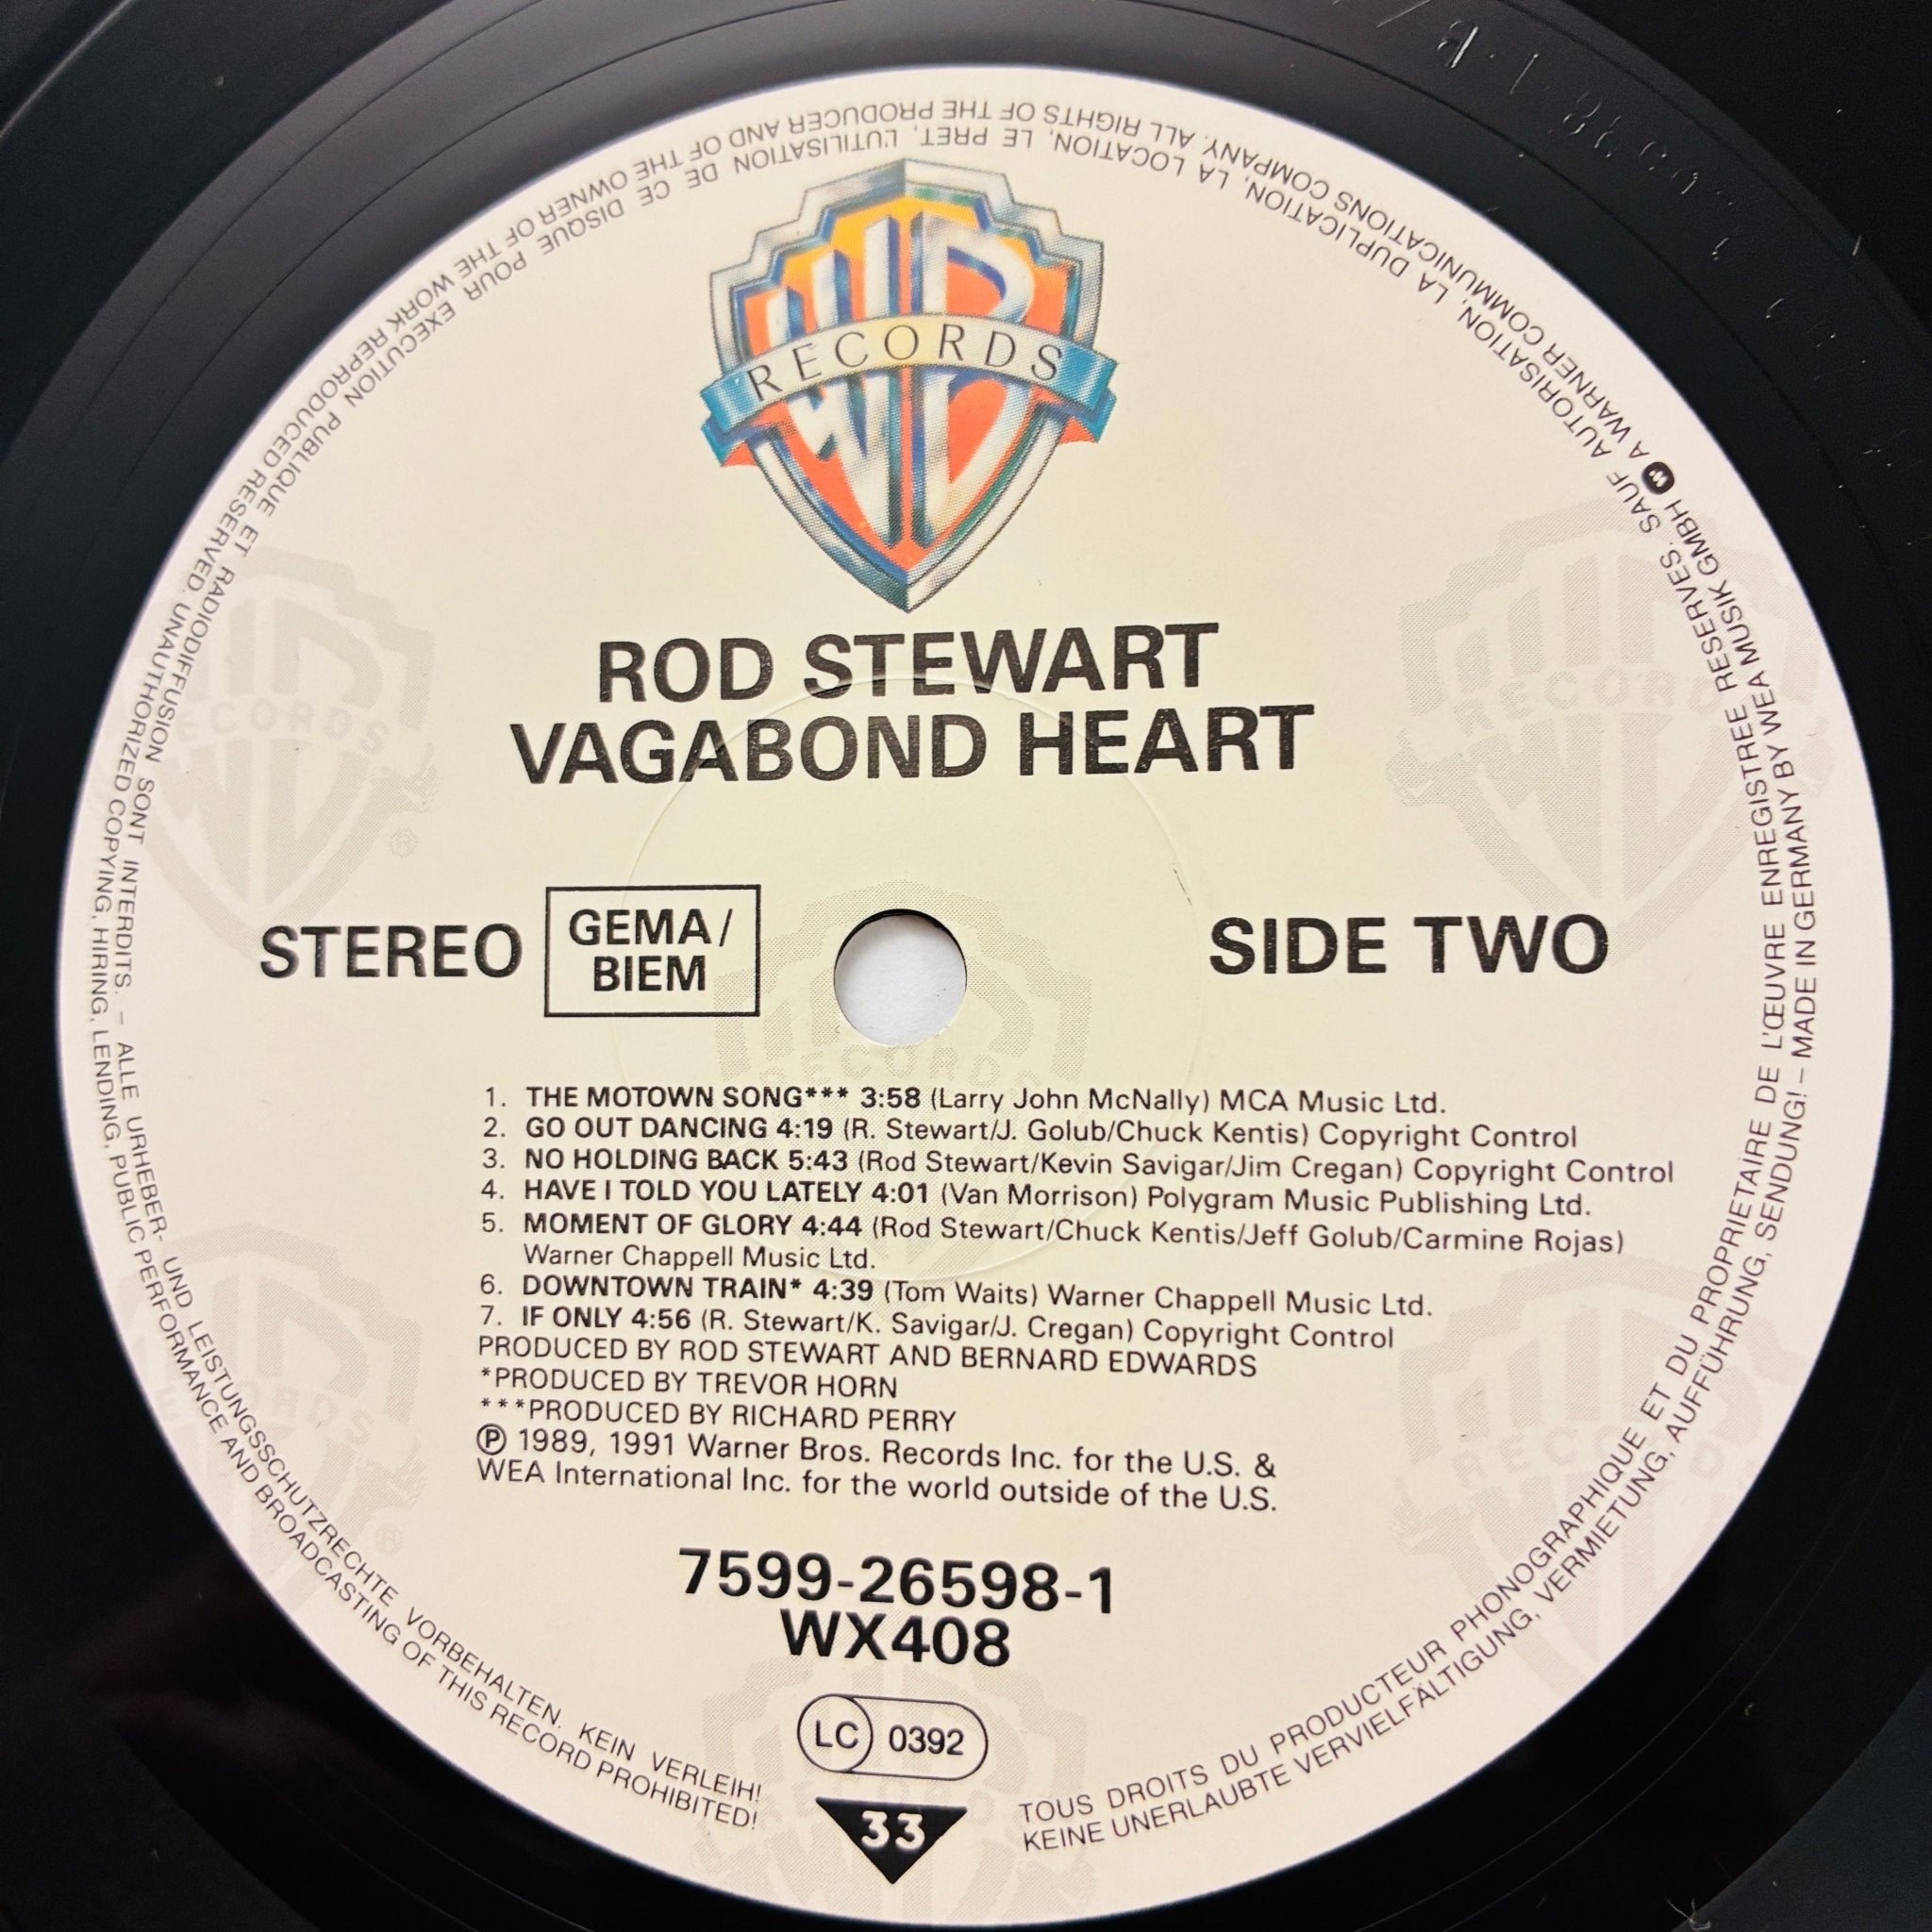 RECORDS
ROD STEWART
VAGABOND HEART
STEREO
GEMA/
BIEM
SIDE TWO
1. THE MOTOWN SONG*** 3:58 (Larry John McNally) MCA Music Ltd.
2. GO OUT DANCING 4:19 (R. Stewart/J. Golub/Chuck Kentis) Copyright Control
3. NO HOLDING BACK 5:43 (Rod Stewart/Kevin Savigar/Jim Cregan) Copyright Control
4. HAVE I TOLD YOU LATELY 4:01 (Van Morrison) Polygram Music Publishing Ltd.
5. MOMENT OF GLORY 4:44 (Rod Stewart/Chuck Kentis/Jeff Golub/Carmine Rojas)
Warner Chappell Music Ltd.
6. DOWNTOWN TRAIN* 4:39 (Tom Waits) Warner Chappell Music Ltd.
7. IF ONLY 4:56 (R. Stewart/K. Savigar/J. Cregan) Copyright Control
PRODUCED BY ROD STEWART AND BERNARD EDWARDS
*PRODUCED BY TREVOR HORN
***PRODUCED BY RICHARD PERRY
℗ 1989, 1991 Warner Bros. Records Inc. for the U.S. &
WEA International Inc. for the world outside of the U.S.
7599-26598-1
WX408
LC 0392
33
TOUS DROITS DU PRODUCTEUR PHONOGRAPHIQUE ET DU PROPRIETAIRE DE L'ŒUVRE ENREGISTREE RESERVES. SAUF AUTORISATION, LA DUPLICATION, LA LOCATION, LE PRET, L'UTILISATION DE CE DISQUE POUR EXECUTION PUBLIQUE ET RADIODIFFUSION SONT INTERDITS. – ALLE URHEBER- UND LEISTUNGSSCHUTZRECHTE VORBEHALTEN. KEIN VERLEIH!
KEINE UNERLAUBTE VERVIELFÄLTIGUNG, VERMIETUNG, AUFFÜHRUNG, SENDUNG! – MADE IN GERMANY BY WEA MUSIK GMBH A WARNER COMMUNICATIONS COMPANY. ALL RIGHTS OF THE PRODUCER AND OF THE OWNER OF THE WORK REPRODUCED RESERVED. UNAUTHORIZED COPYING, HIRING, LENDING, PUBLIC PERFORMANCE AND BROADCASTING OF THIS RECORD PROHIBITED!